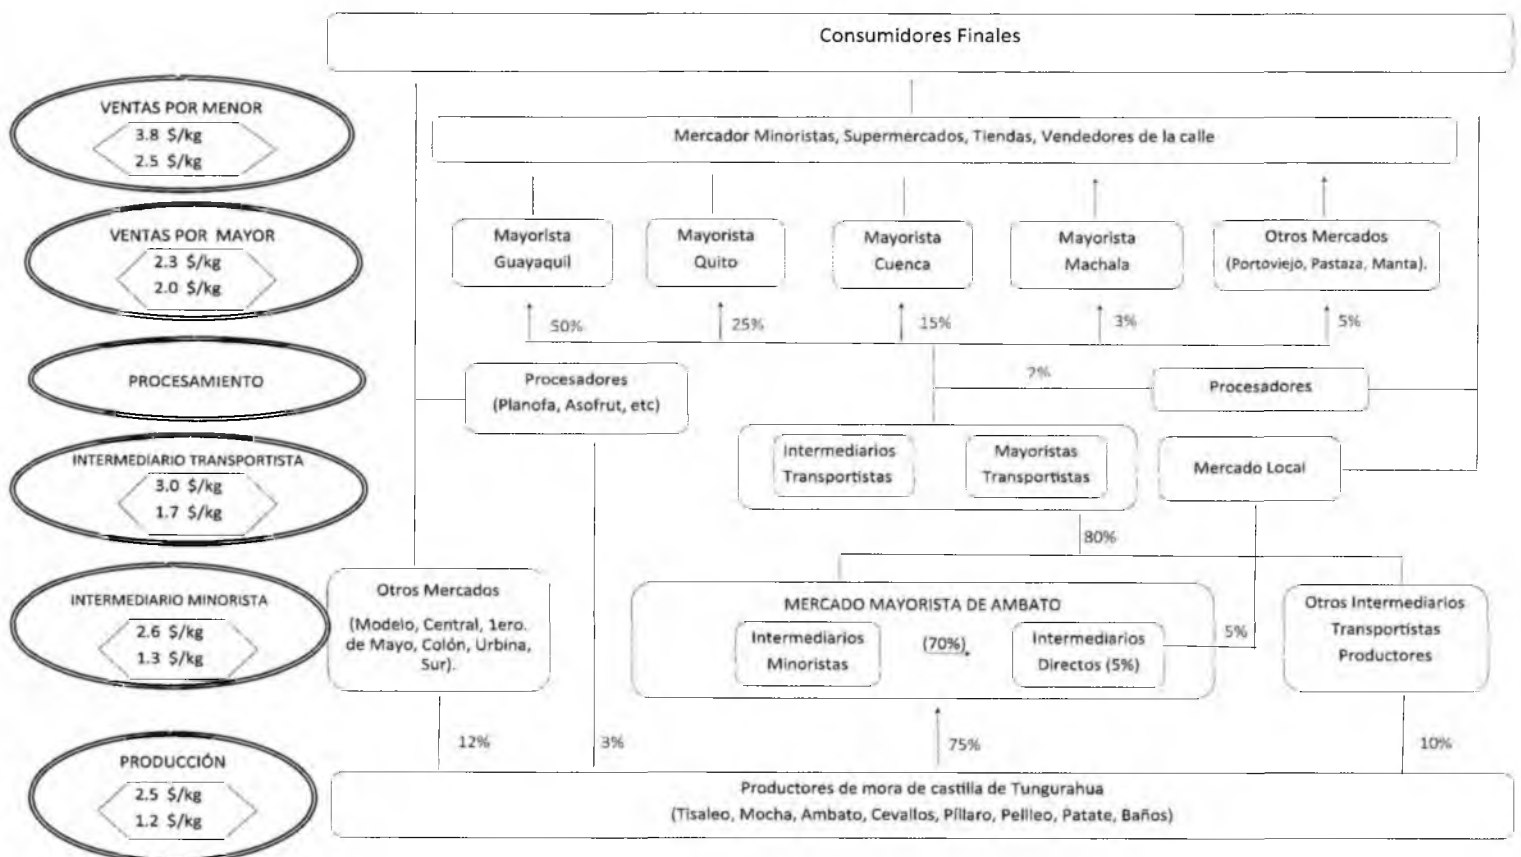 Consumidores Finales
VENTAS POR MENOR
3.8 $/kg
2.5 $/kg
Mercador Minoristas, Supermercados, Tiendas, Vendedores de la calle
VENTAS POR MAYOR
2.3 $/kg
2.0 $/kg
Mayorista
Guayaquil
Mayorista
Quito
Mayorista
Cuenca
Mayorista
Machala
Otros Mercados
(Portoviejo, Pastaza, Manta).
50%
25%
15%
3%
5%
PROCESAMIENTO
Procesadores
(Planofa, Asofrut, etc)
2%
Procesadores
INTERMEDIARIO TRANSPORTISTA
3.0 $/kg
1.7 $/kg
Intermediarios
Transportistas
Mayoristas
Transportistas
Mercado Local
80%
INTERMEDIARIO MINORISTA
2.6 $/kg
1.3 $/kg
Otros Mercados
(Modelo, Central, 1ero.
de Mayo, Colón, Urbina,
Sur).
MERCADO MAYORISTA DE AMBATO
Intermediarios
Minoristas
(70%)
Intermediarios
Directos (5%)
5%
Otros Intermediarios
Transportistas
Productores
12%
3%
75%
10%
PRODUCCIÓN
2.5 $/kg
1.2 $/kg
Productores de mora de castilla de Tungurahua
(Tisaleo, Mocha, Ambato, Cevallos, Píllaro, Pelileo, Patate, Baños)